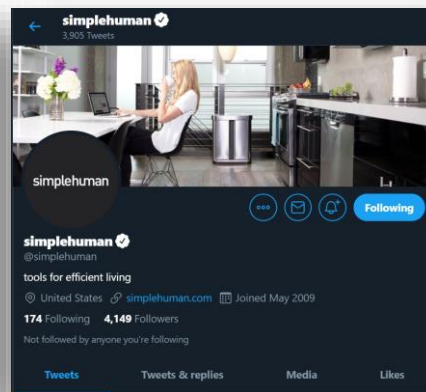 simplehuman
3,905 Tweets
simplehuman
Following
simplehuman
@simplehuman
tools for efficient living
United States simplehuman.com Joined May 2009
174 Following 4,149 Followers
Not followed by anyone you're following
Tweets Tweets & replies Media Likes